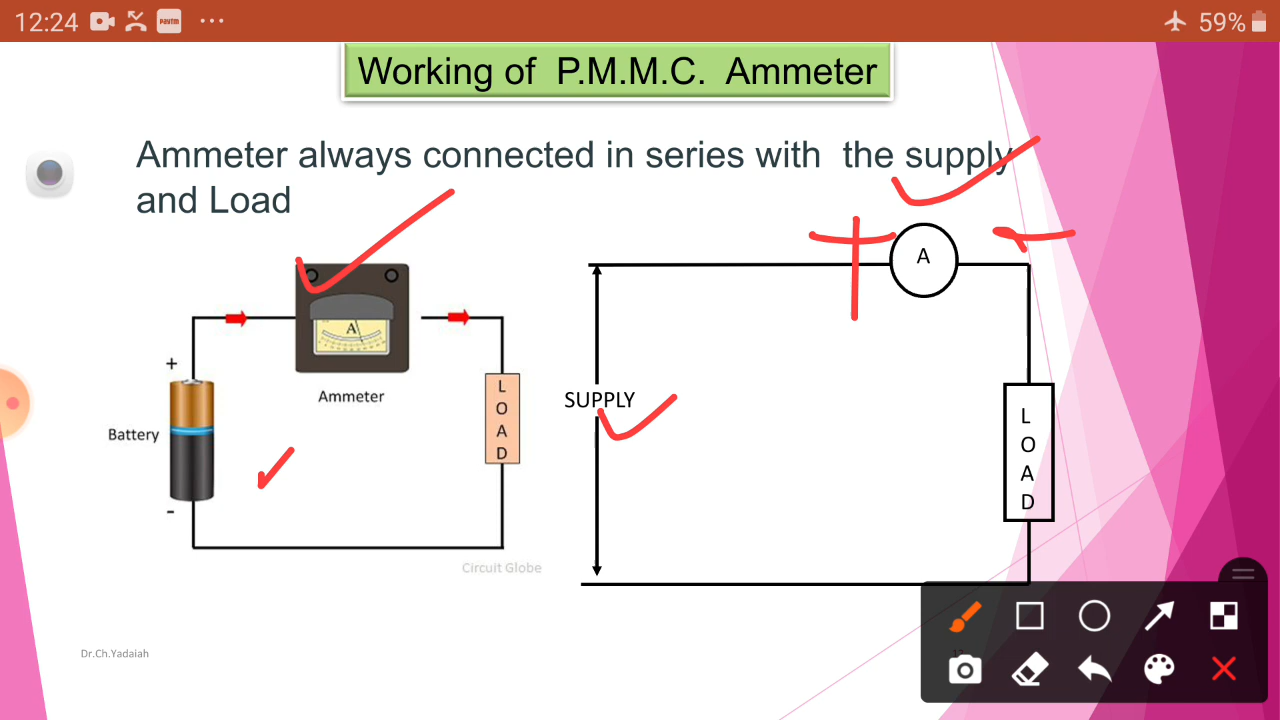 12:24 paytm ... 59%
Working of P.M.M.C. Ammeter
Ammeter always connected in series with the supply
and Load
A
Ammeter
+
Battery
-
L
O
A
D
Circuit Globe
A
SUPPLY
L
O
A
D
Dr.Ch.Yadaiah